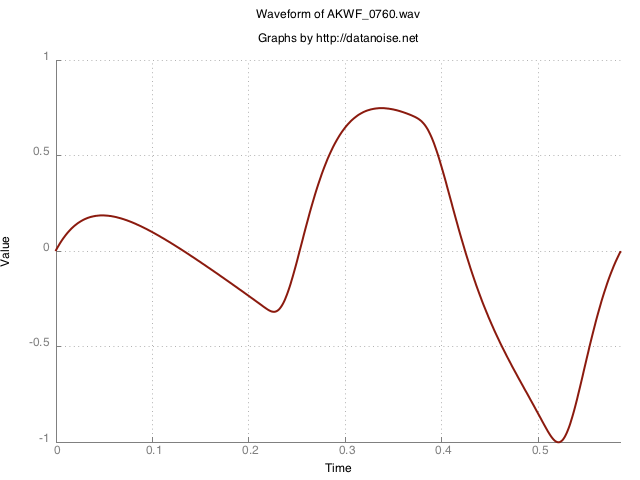 Waveform of AKWF_0760.wav
Graphs by http://datanoise.net
1
0.5
0
-0.5
-1
Value
0 0.1 0.2 0.3 0.4 0.5
Time